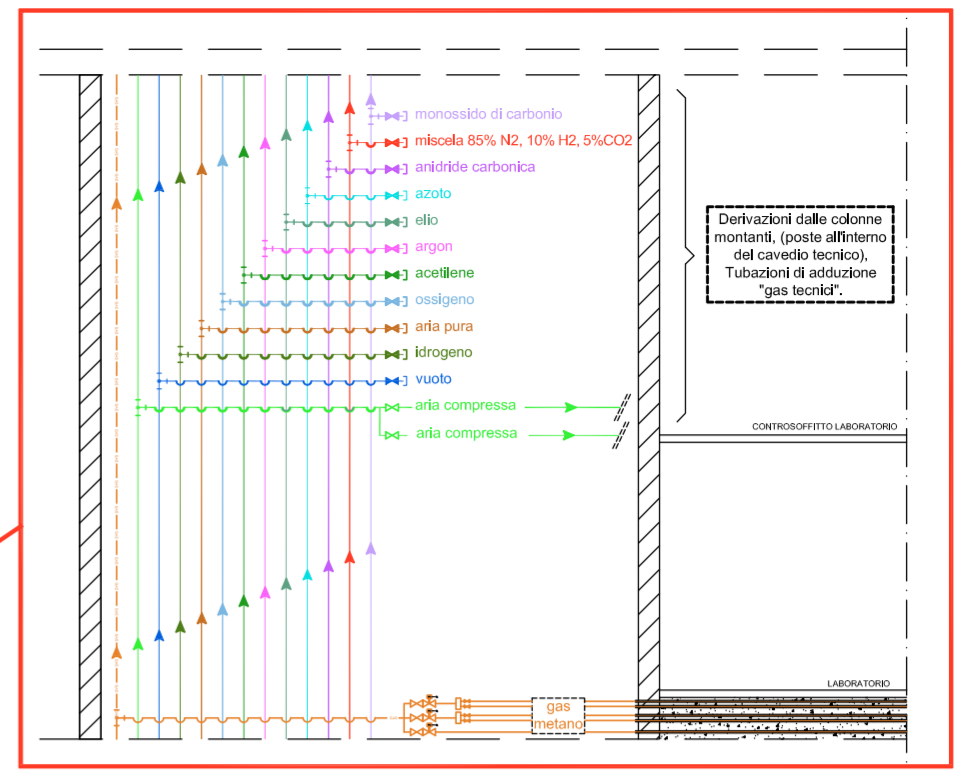 monossido di carbonio
miscela 85% N2, 10% H2, 5%CO2
anidride carbonica
azoto
elio
argon
acetilene
ossigeno
aria pura
idrogeno
vuoto
aria compressa
aria compressa
Derivazioni dalle colonne
montanti, (poste all'interno
del cavedio tecnico),
Tubazioni di adduzione
"gas tecnici".
CONTROSOFFITTO LABORATORIO
LABORATORIO
gas
metano